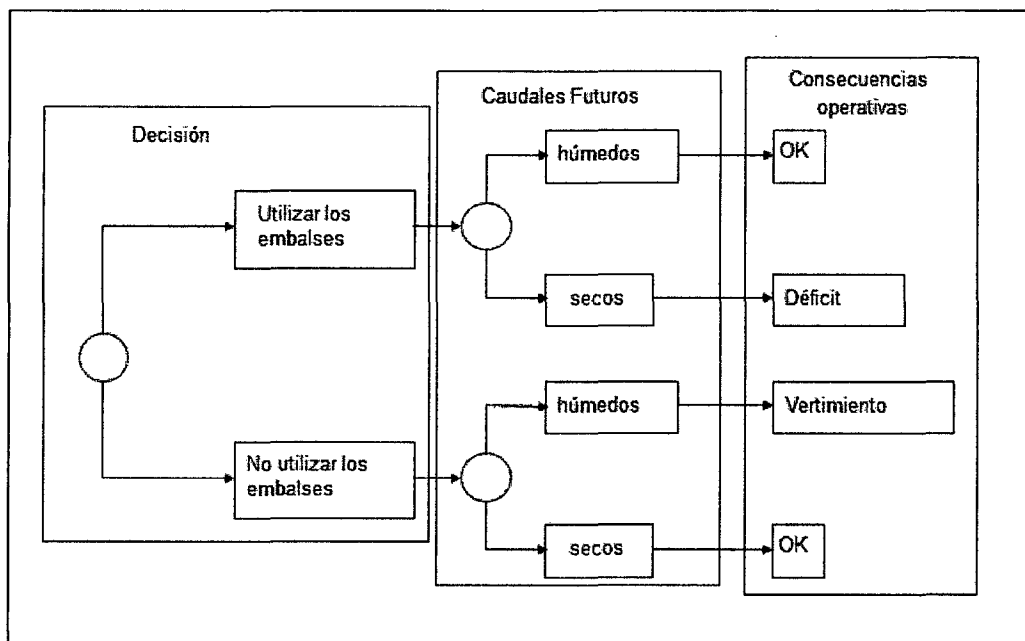 Decisión
Utilizar los
embalses
No utilizar los
embalses
Caudales Futuros
húmedos
secos
húmedos
secos
Consecuencias
operativas
OK
Déficit
Vertimiento
OK